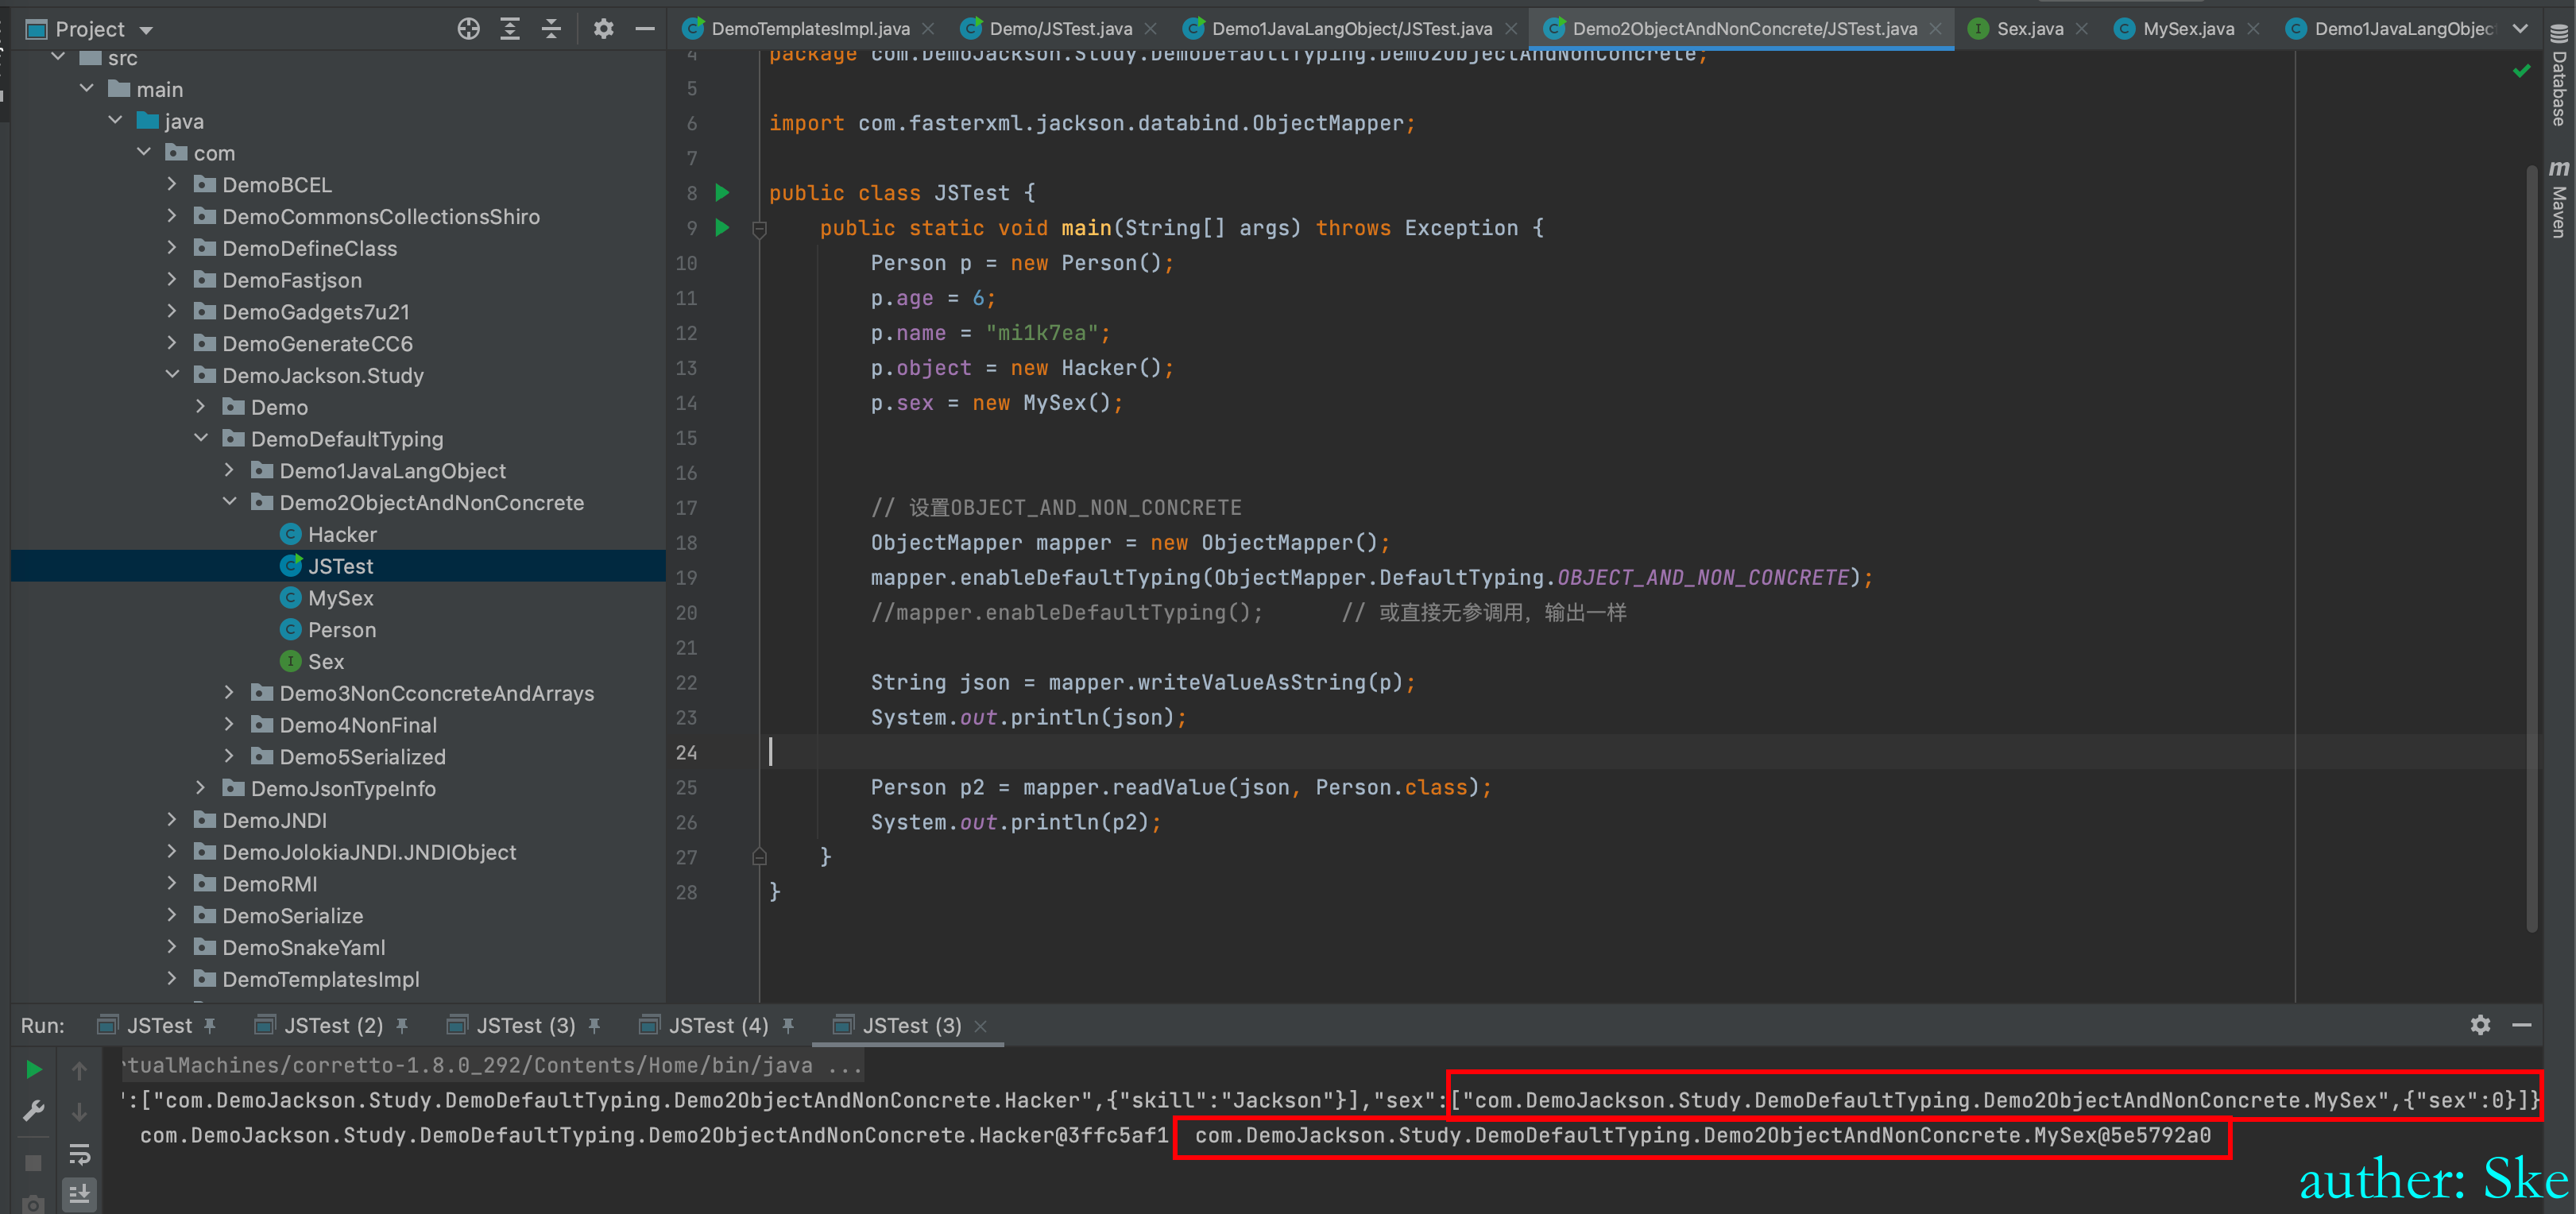 Project
DemoTemplatesImpl.java
Demo/JSTest.java
Demo1JavaLangObject/JSTest.java
Demo2ObjectAndNonConcrete/JSTest.java
Sex.java
MySex.java
Demo1JavaLangObjec
src
main
java
com
DemoBCEL
DemoCommonsCollectionsShiro
DemoDefineClass
DemoFastjson
DemoGadgets7u21
DemoGenerateCC6
DemoJackson.Study
Demo
DemoDefaultTyping
Demo1JavaLangObject
Demo2ObjectAndNonConcrete
Hacker
JSTest
MySex
Person
Sex
Demo3NonCconcreteAndArrays
Demo4NonFinal
Demo5Serialized
DemoJsonTypeInfo
DemoJNDI
DemoJolokiaJNDI.JNDIObject
DemoRMI
DemoSerialize
DemoSnakeYaml
DemoTemplatesImpl
4 package com.DemoJackson.Study.DemoDefaultTyping.Demo2ObjectAndNonConcrete;
5
6 import com.fasterxml.jackson.databind.ObjectMapper;
7
8 public class JSTest {
9 public static void main(String[] args) throws Exception {
10 Person p = new Person();
11 p.age = 6;
12 p.name = "mi1k7ea";
13 p.object = new Hacker();
14 p.sex = new MySex();
15
16
17 // 设置OBJECT_AND_NON_CONCRETE
18 ObjectMapper mapper = new ObjectMapper();
19 mapper.enableDefaultTyping(ObjectMapper.DefaultTyping.OBJECT_AND_NON_CONCRETE);
20 //mapper.enableDefaultTyping(); // 或直接无参调用，输出一样
21
22 String json = mapper.writeValueAsString(p);
23 System.out.println(json);
24
25 Person p2 = mapper.readValue(json, Person.class);
26 System.out.println(p2);
27 }
28 }
Database
m Maven
Run:
JSTest
JSTest (2)
JSTest (3)
JSTest (4)
JSTest (3)
tualMachines/corretto-1.8.0_292/Contents/Home/bin/java ...
":["com.DemoJackson.Study.DemoDefaultTyping.Demo2ObjectAndNonConcrete.Hacker",{"skill":"Jackson"}],"sex":["com.DemoJackson.Study.DemoDefaultTyping.Demo2ObjectAndNonConcrete.MySex",{"sex":0}]}
com.DemoJackson.Study.DemoDefaultTyping.Demo2ObjectAndNonConcrete.Hacker@3ffc5af1 com.DemoJackson.Study.DemoDefaultTyping.Demo2ObjectAndNonConcrete.MySex@5e5792a0
auther: Ske